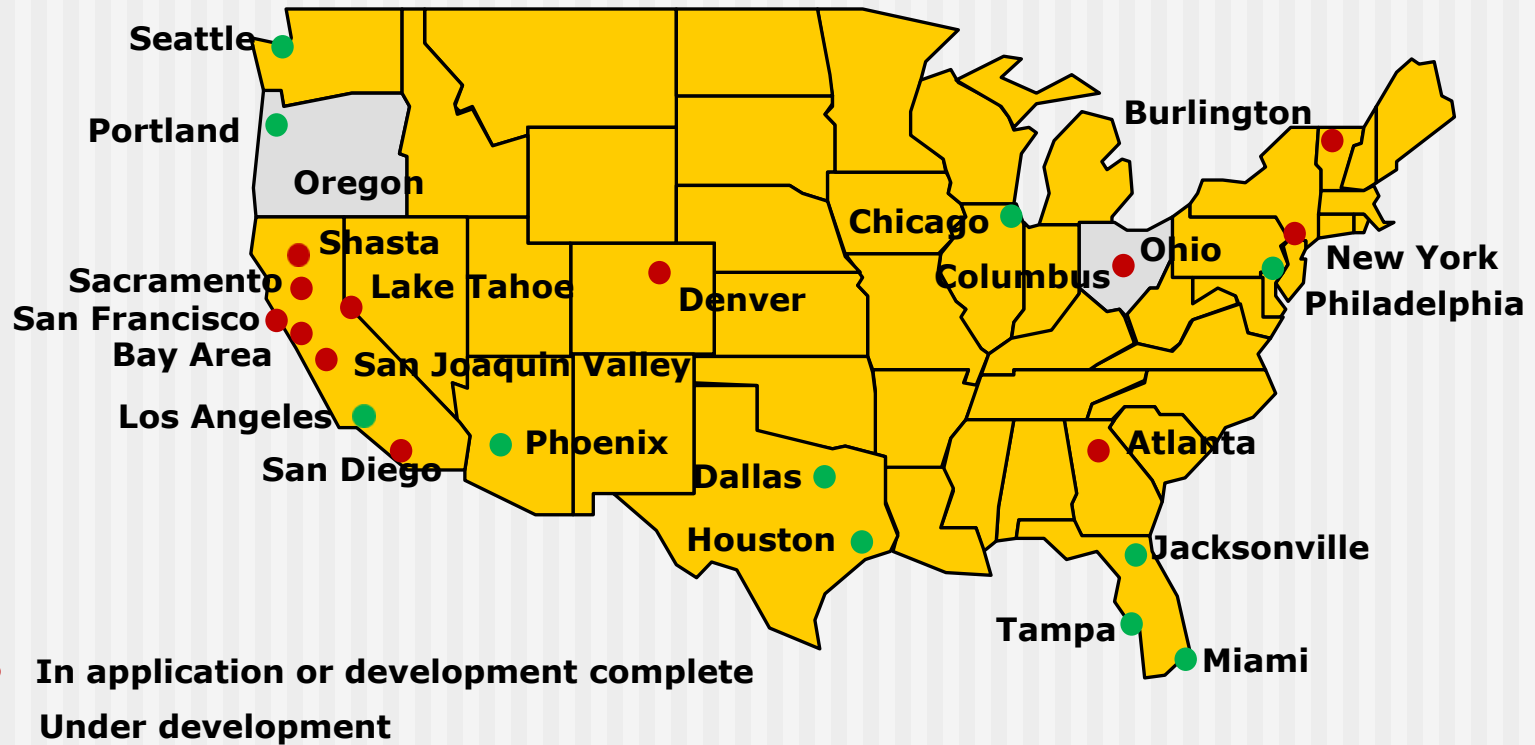 Seattle
Burlington
Portland
Oregon
Chicago
Shasta
Ohio
New York
Sacramento
Lake Tahoe
Columbus
Denver
Philadelphia
San Francisco
Bay Area
San Joaquin Valley
Los Angeles
Phoenix
Atlanta
San Diego
Dallas
Houston
Jacksonville
Tampa
Miami
In application or development complete
Under development